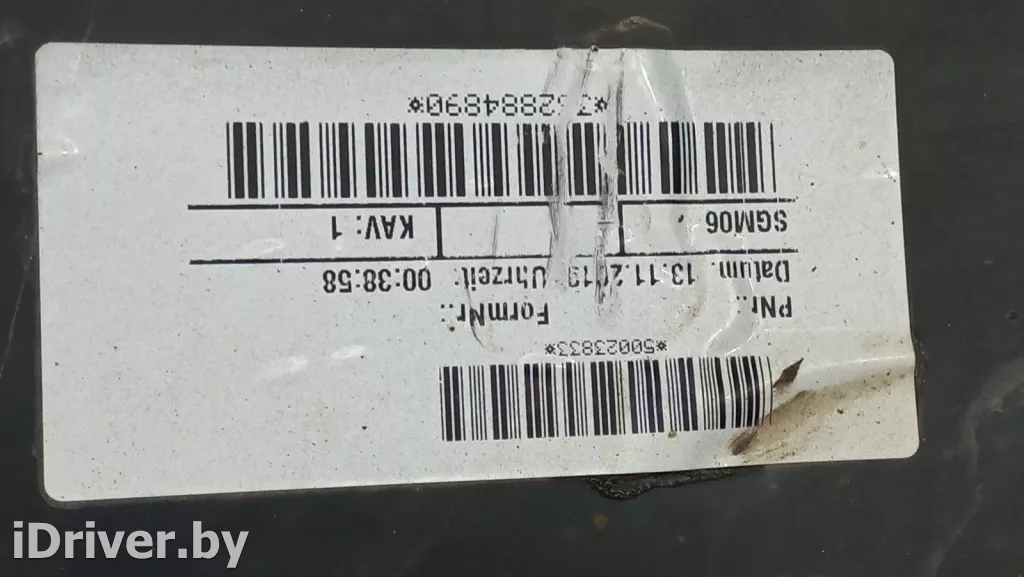 *50023833*
PNr.: FormNr.:
Datum: 13.11.2019 Uhrzeit: 00:38:58
SGM06 KAV: 1
iDriver.by